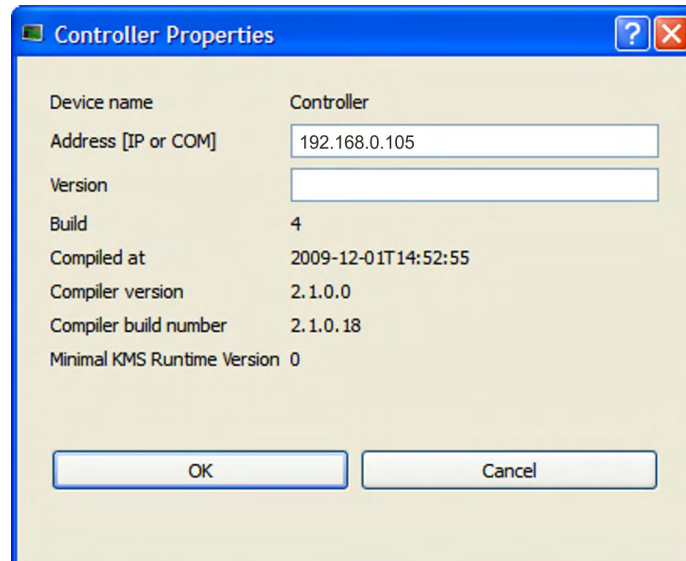 Controller Properties
?
Device name Controller
Address [IP or COM] 192.168.0.105
Version
Build 4
Compiled at 2009-12-01T14:52:55
Compiler version 2.1.0.0
Compiler build number 2.1.0.18
Minimal KMS Runtime Version 0
OK Cancel